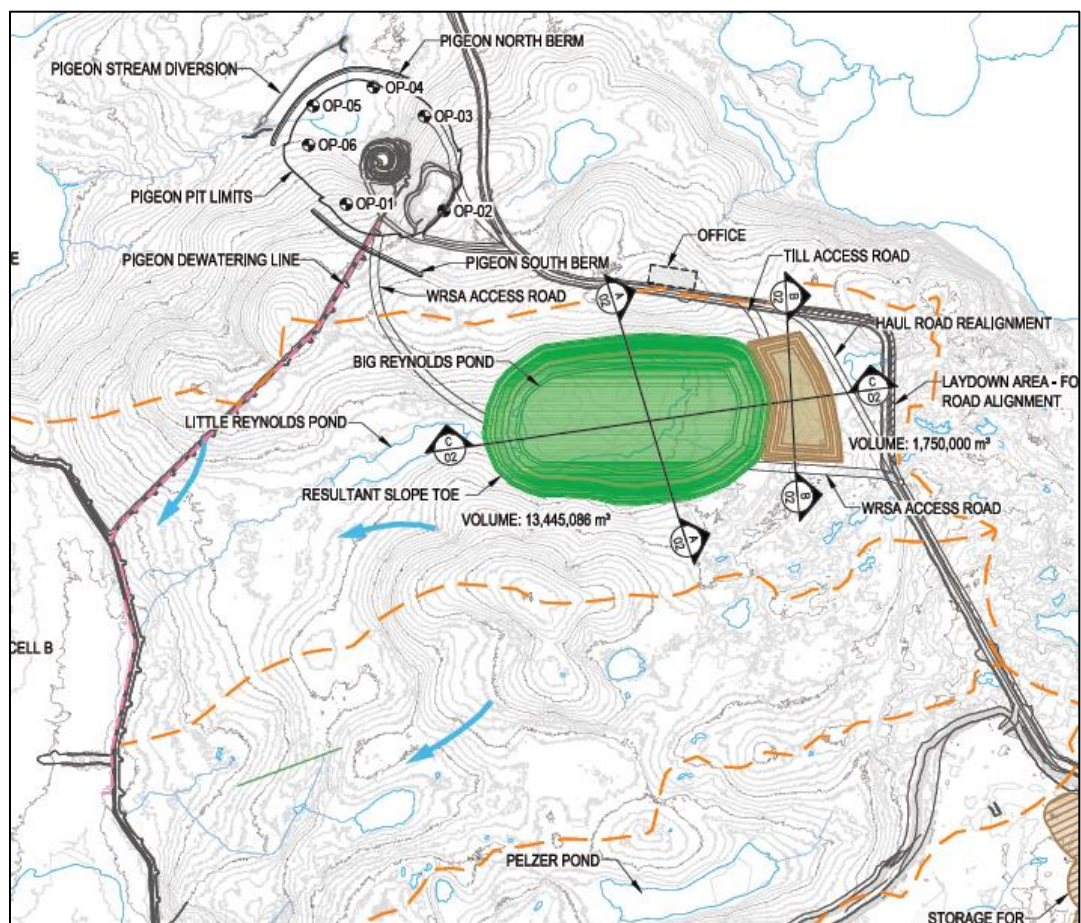 PIGEON NORTH BERM
PIGEON STREAM DIVERSION
OP-04
OP-05
OP-03
OP-06
PIGEON PIT LIMITS
OP-01
OP-02
OFFICE
TILL ACCESS ROAD
E
PIGEON DEWATERING LINE
PIGEON SOUTH BERM
WRSA ACCESS ROAD
A
02
B
02
HAUL ROAD REALIGNMENT
BIG REYNOLDS POND
C
02
LAYDOWN AREA - FO
ROAD ALIGNMENT
LITTLE REYNOLDS POND
C
02
VOLUME: 1,750,000 m³
RESULTANT SLOPE TOE
B
02
WRSA ACCESS ROAD
VOLUME: 13,445,086 m³
A
02
CELL B
R
PELZER POND
STORAGE FOR